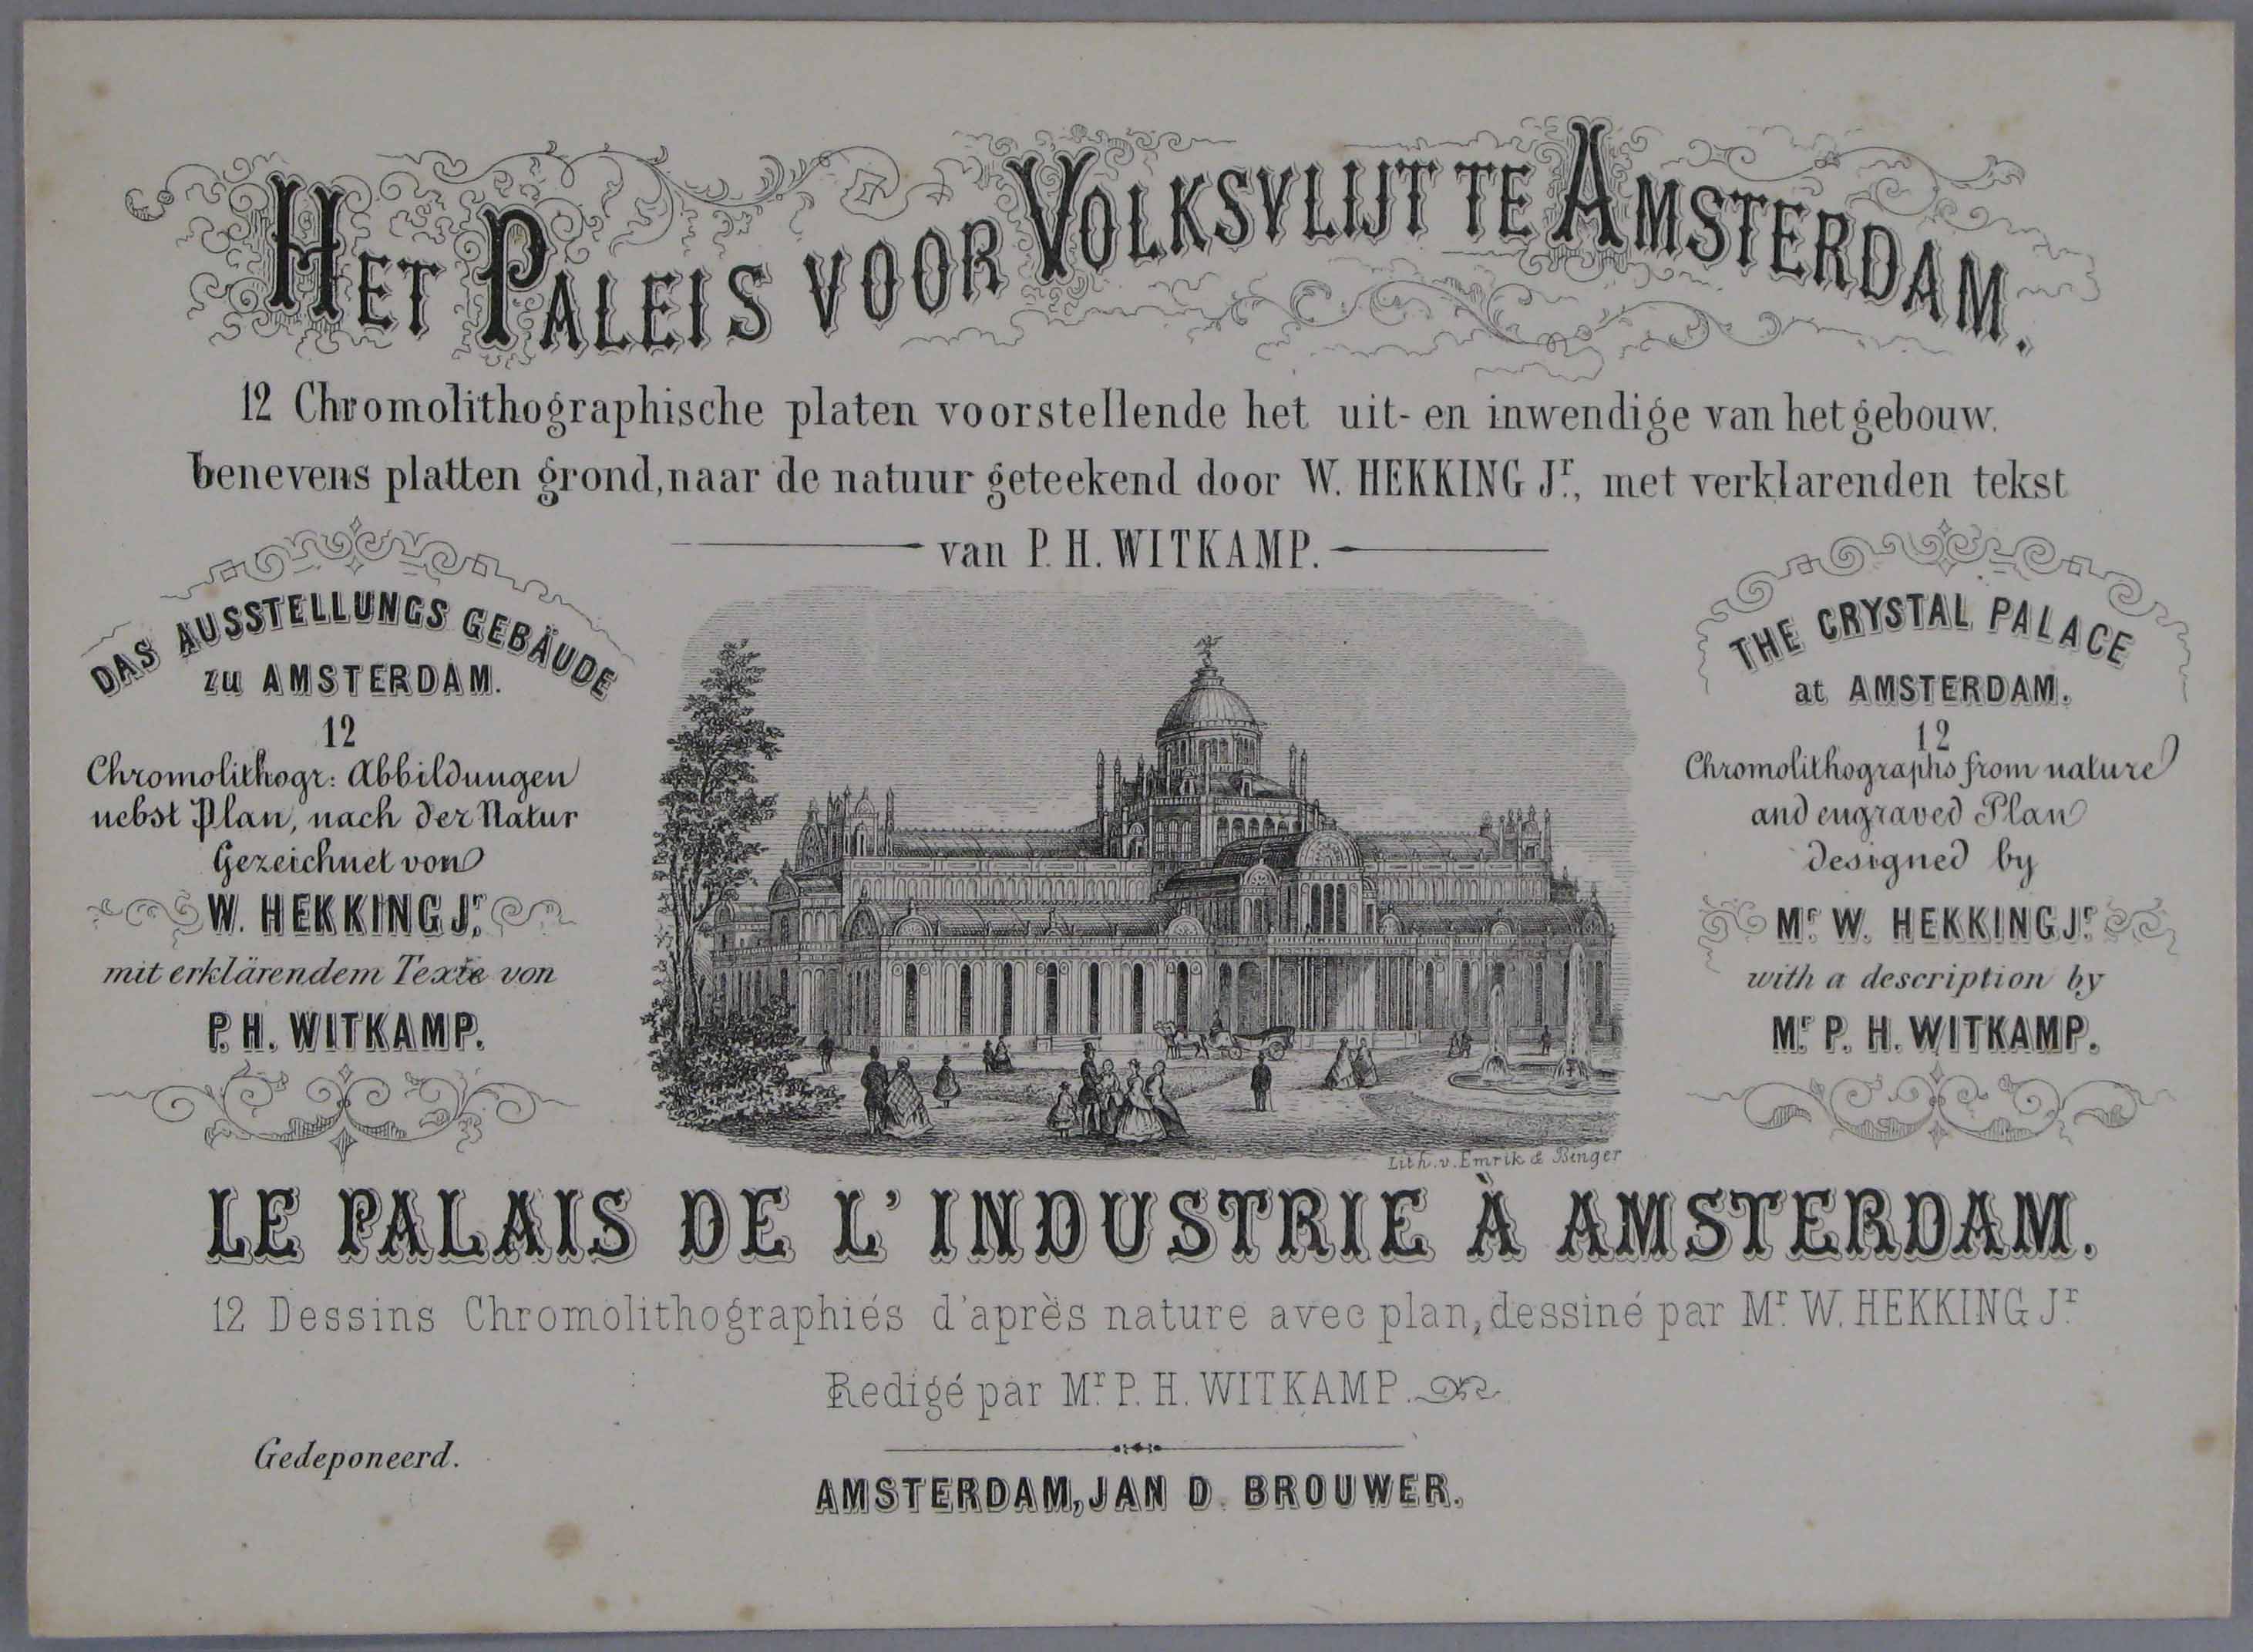 HET PALEIS VOOR VOLKSVLIJT TE AMSTERDAM.
12 Chromolithographische platen voorstellende het uit- en inwendige van het gebouw.
benevens platten grond, naar de natuur geteekend door W. HEKKING Jr., met verklarenden tekst
van P. H. WITKAMP.
DAS AUSSTELLUNGS GEBÄUDE
zu AMSTERDAM.
12
Chromolithogr: Abbildungen
nebst Plan, nach der Natur
Gezeichnet von
W. HEKKING Jr.
mit erklärendem Texte von
P. H. WITKAMP.
THE CRYSTAL PALACE
at AMSTERDAM.
12
Chromolithographs from nature
and engraved Plan
designed by
Mr. W. HEKKING Jr.
with a description by
Mr. P. H. WITKAMP.
Lith. v. Emrik & Binger
LE PALAIS DE L'INDUSTRIE À AMSTERDAM.
12 Dessins Chromolithographiés d'après nature avec plan, dessiné par Mr. W. HEKKING Jr.
Redigé par Mr. P. H. WITKAMP.
Gedeponeerd.
AMSTERDAM, JAN D. BROUWER.